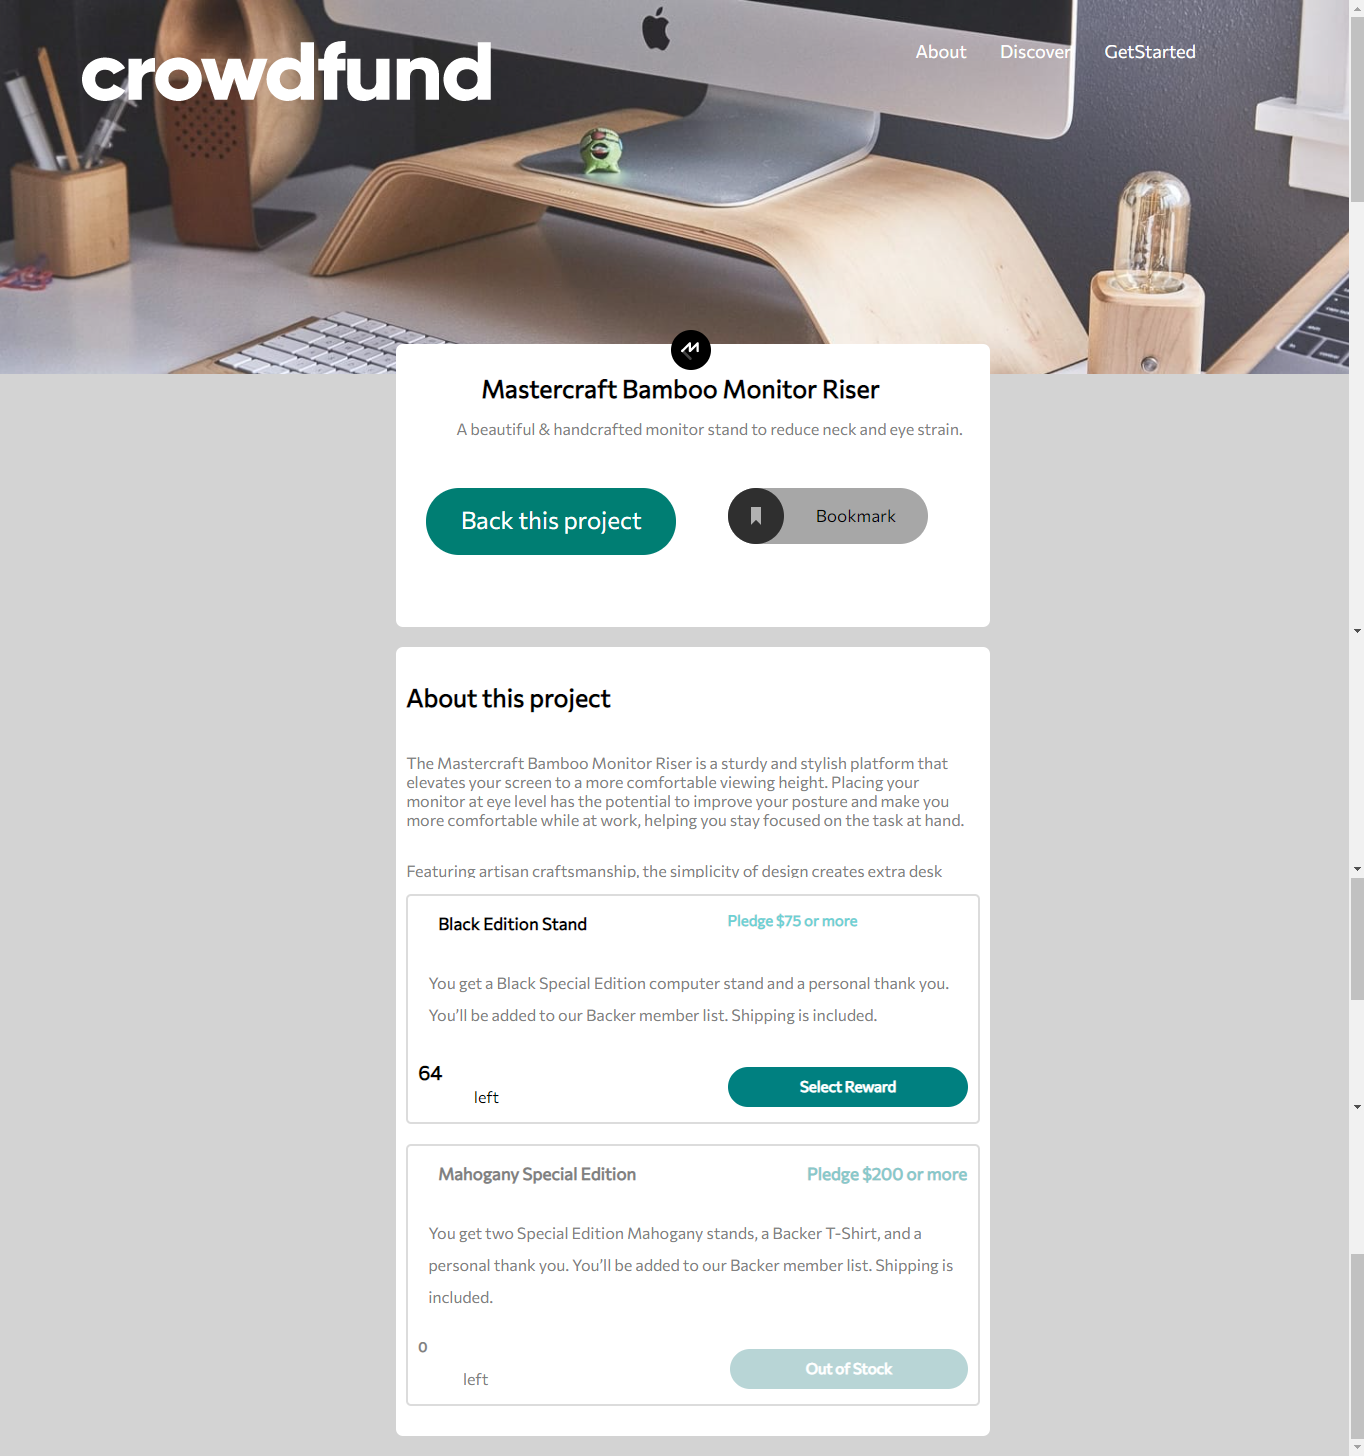 crowdfund
About Discover GetStarted
Mastercraft Bamboo Monitor Riser
A beautiful & handcrafted monitor stand to reduce neck and eye strain.
Back this project
Bookmark
About this project
The Mastercraft Bamboo Monitor Riser is a sturdy and stylish platform that
elevates your screen to a more comfortable viewing height. Placing your
monitor at eye level has the potential to improve your posture and make you
more comfortable while at work, helping you stay focused on the task at hand.
Featuring artisan craftsmanship, the simplicity of design creates extra desk
Black Edition Stand
Pledge $75 or more
You get a Black Special Edition computer stand and a personal thank you.
You’ll be added to our Backer member list. Shipping is included.
64
left
Select Reward
Mahogany Special Edition
Pledge $200 or more
You get two Special Edition Mahogany stands, a Backer T-Shirt, and a
personal thank you. You’ll be added to our Backer member list. Shipping is
included.
0
left
Out of Stock